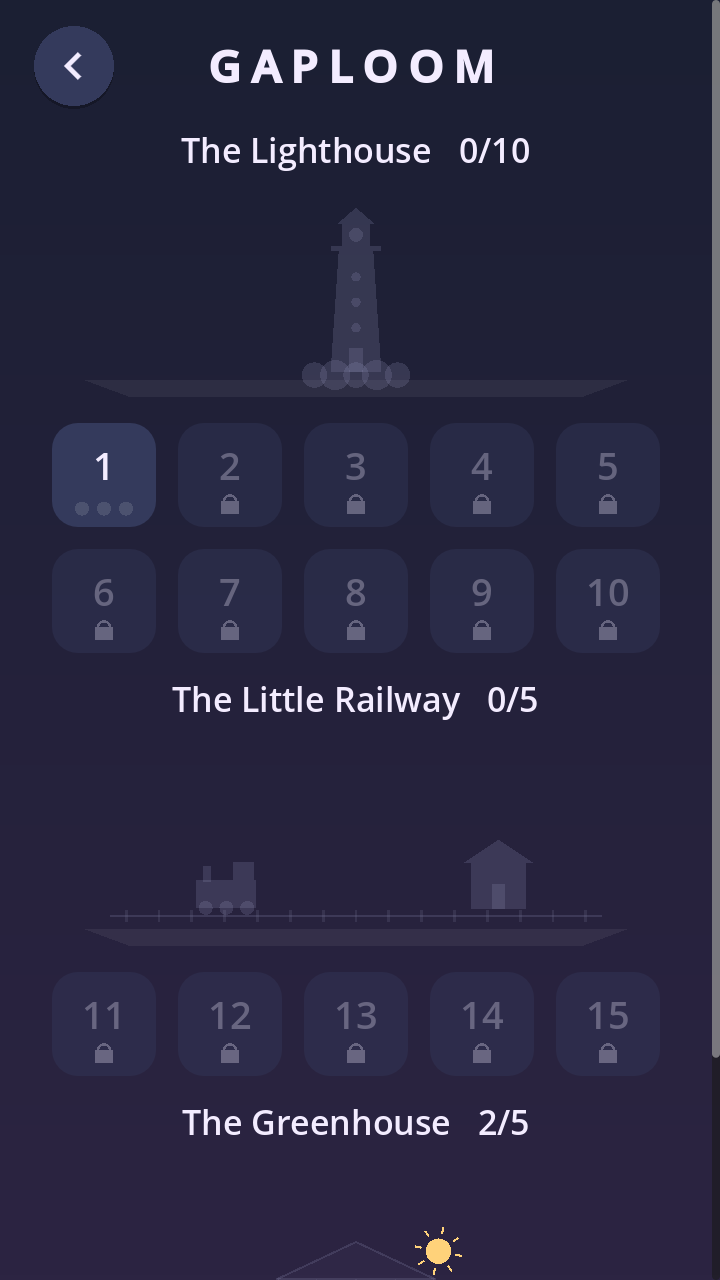 GAPLOOM
The Lighthouse 0/10
1 2 3 4 5
6 7 8 9 10
The Little Railway 0/5
11 12 13 14 15
The Greenhouse 2/5